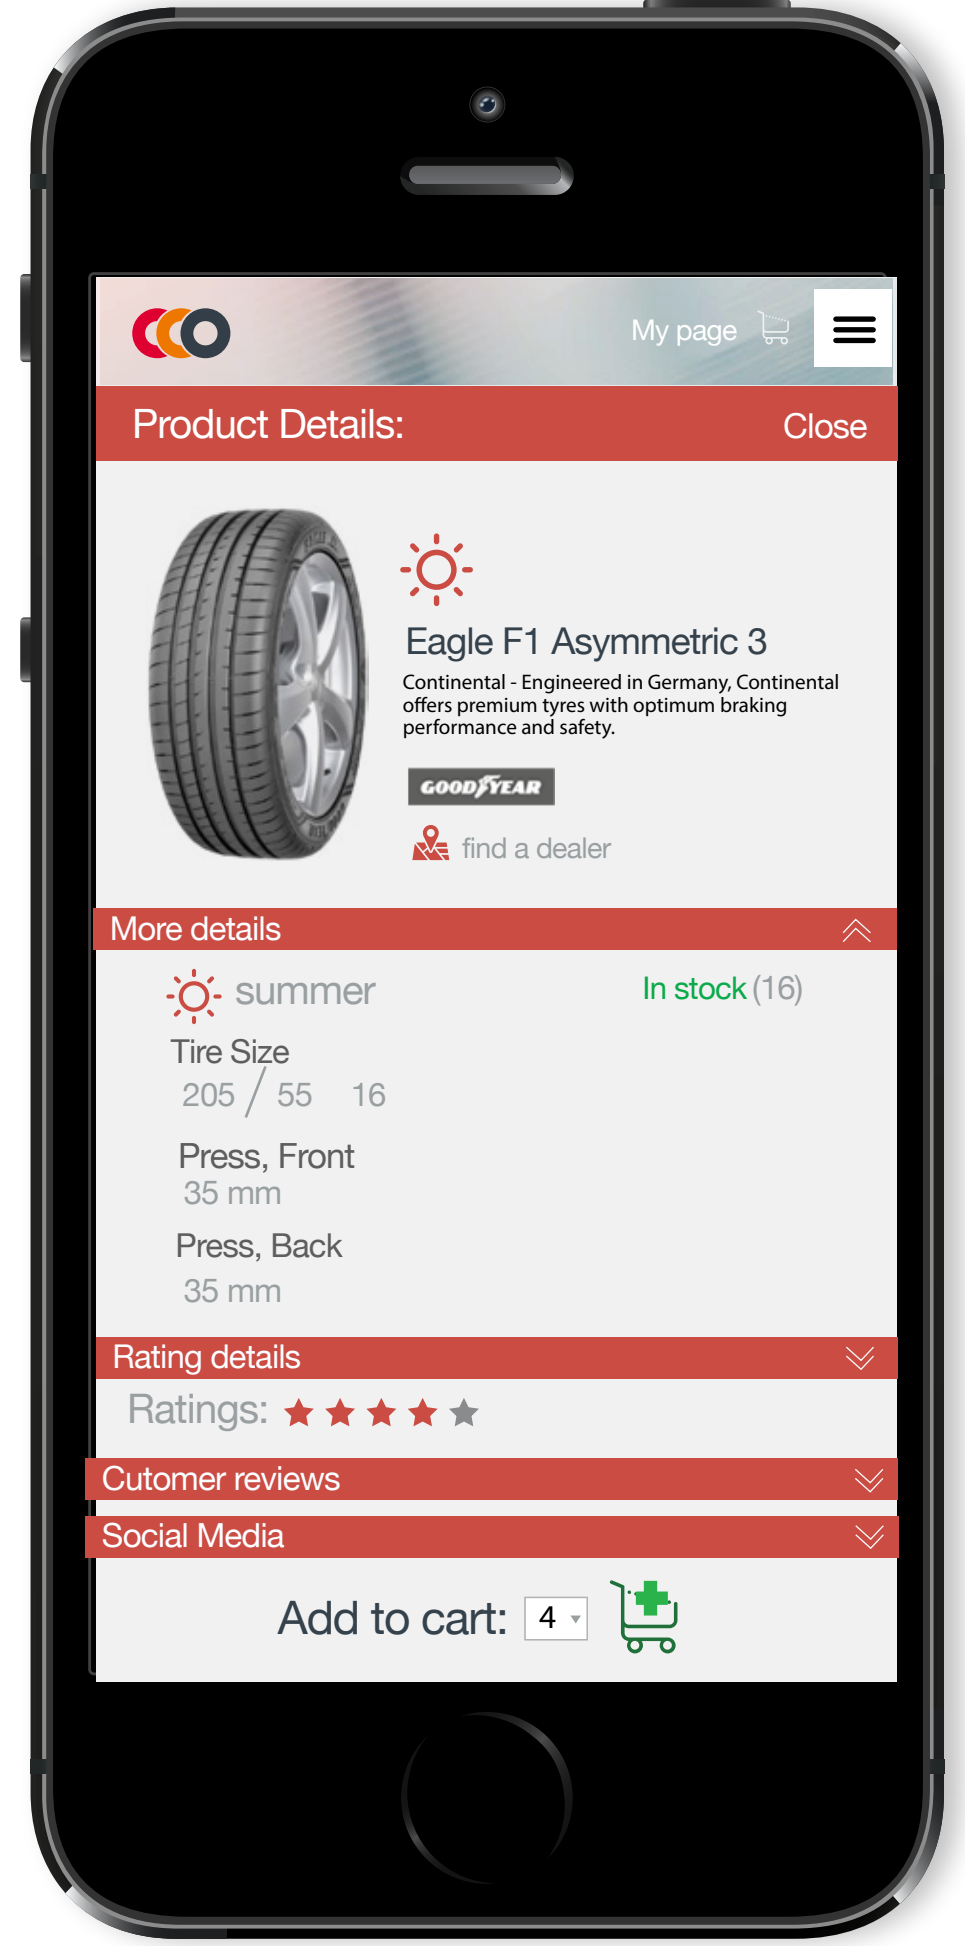 My page
Product Details:
Close
Eagle F1 Asymmetric 3
Continental - Engineered in Germany, Continental
offers premium tyres with optimum braking
performance and safety.
GOODYEAR
find a dealer
More details
summer
In stock (16)
Tire Size
205 / 55 16
Press, Front
35 mm
Press, Back
35 mm
Rating details
Ratings:
Cutomer reviews
Social Media
Add to cart: 4